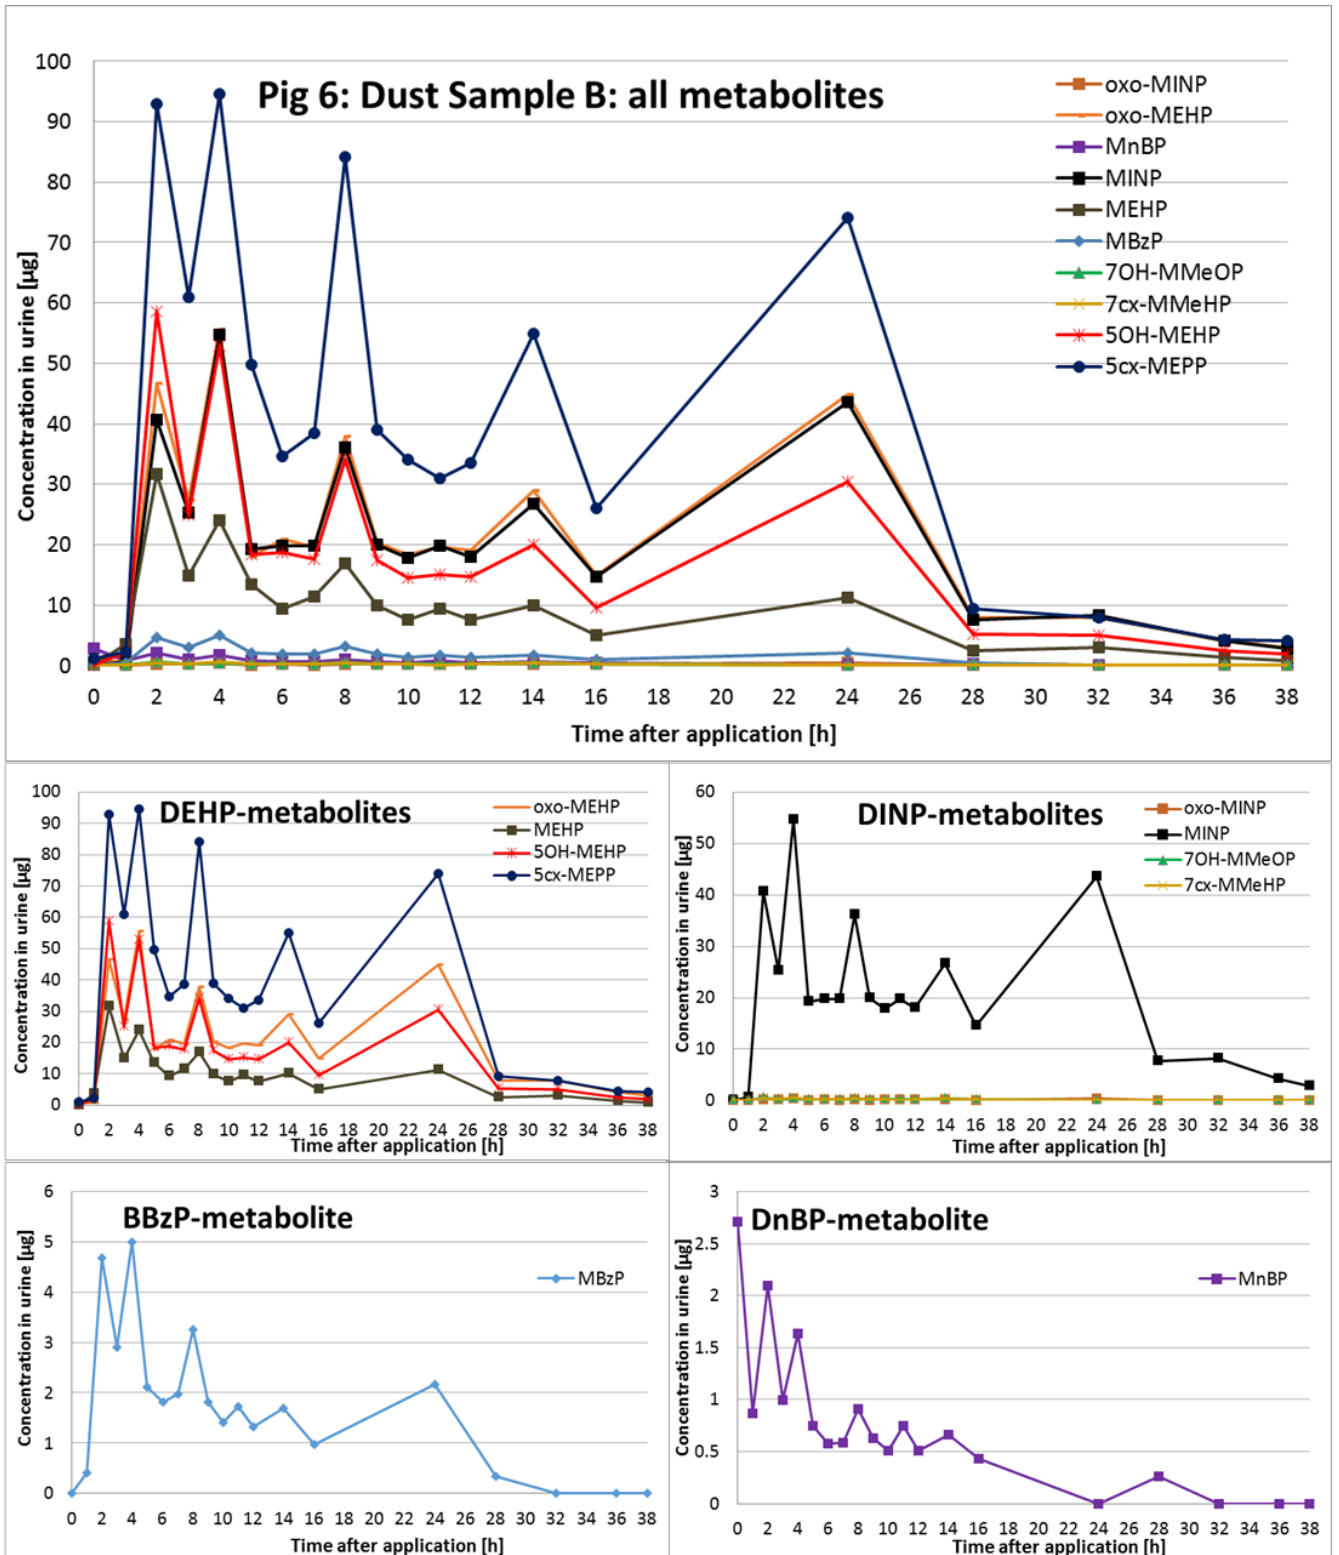 Pig 6: Dust Sample B: all metabolites
Concentration in urine [µg]
100
90
80
70
60
50
40
30
20
10
0
oxo-MINP
oxo-MEHP
MnBP
MINP
MEHP
MBzP
7OH-MMeOP
7cx-MMeHP
5OH-MEHP
5cx-MEPP
0 2 4 6 8 10 12 14 16 18 20 22 24 26 28 30 32 34 36 38
Time after application [h]
DEHP-metabolites
Concentration in urine [µg]
100
90
80
70
60
50
40
30
20
10
0
oxo-MEHP
MEHP
5OH-MEHP
5cx-MEPP
0 2 4 6 8 10 12 14 16 18 20 22 24 26 28 30 32 34 36 38
Time after application [h]
DINP-metabolites
Concentration in urine [µg]
60
50
40
30
20
10
0
oxo-MINP
MINP
7OH-MMeOP
7cx-MMeHP
0 2 4 6 8 10 12 14 16 18 20 22 24 26 28 30 32 34 36 38
Time after application [h]
BBzP-metabolite
Concentration in urine [µg]
6
5
4
3
2
1
0
MBzP
0 2 4 6 8 10 12 14 16 18 20 22 24 26 28 30 32 34 36 38
Time after application [h]
DnBP-metabolite
Concentration in urine [µg]
3
2.5
2
1.5
1
0.5
0
MnBP
0 2 4 6 8 10 12 14 16 18 20 22 24 26 28 30 32 34 36 38
Time after application [h]